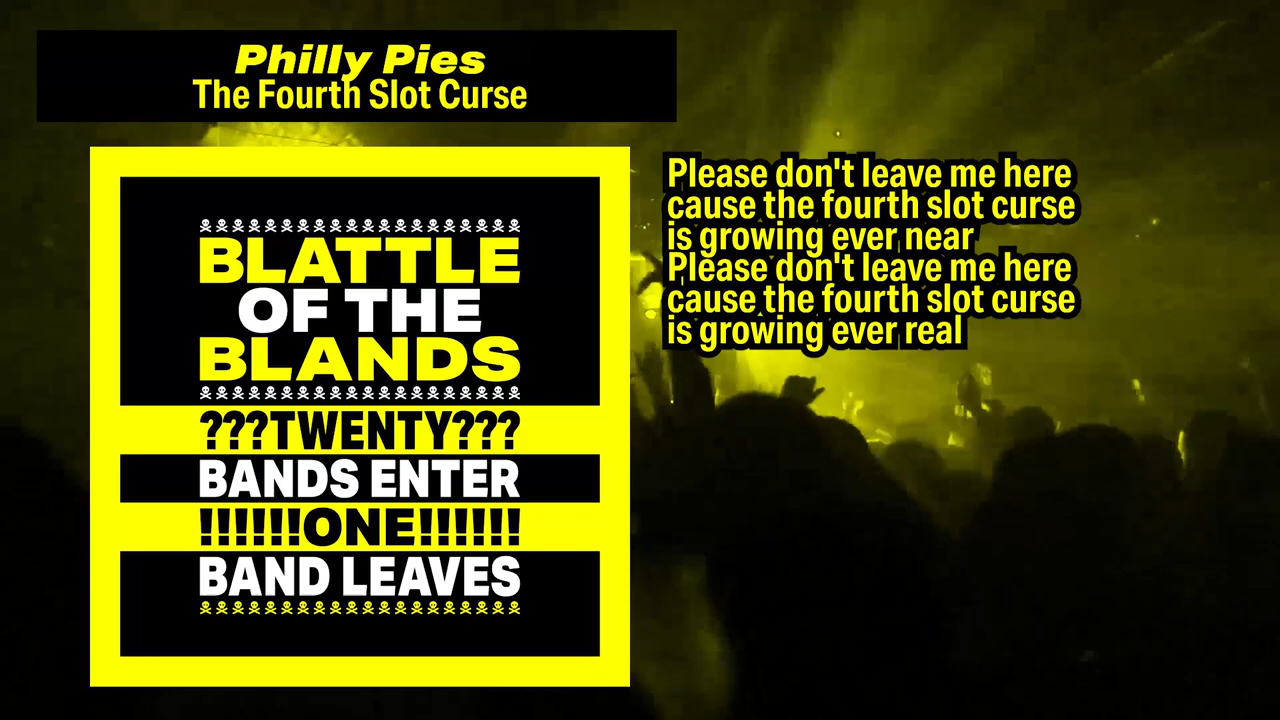 Philly Pies
The Fourth Slot Curse
BLATTLE
OF THE
BLANDS
???TWENTY???
BANDS ENTER
!!!!!!ONE!!!!!!
BAND LEAVES
Please don't leave me here
cause the fourth slot curse
is growing ever near
Please don't leave me here
cause the fourth slot curse
is growing ever real